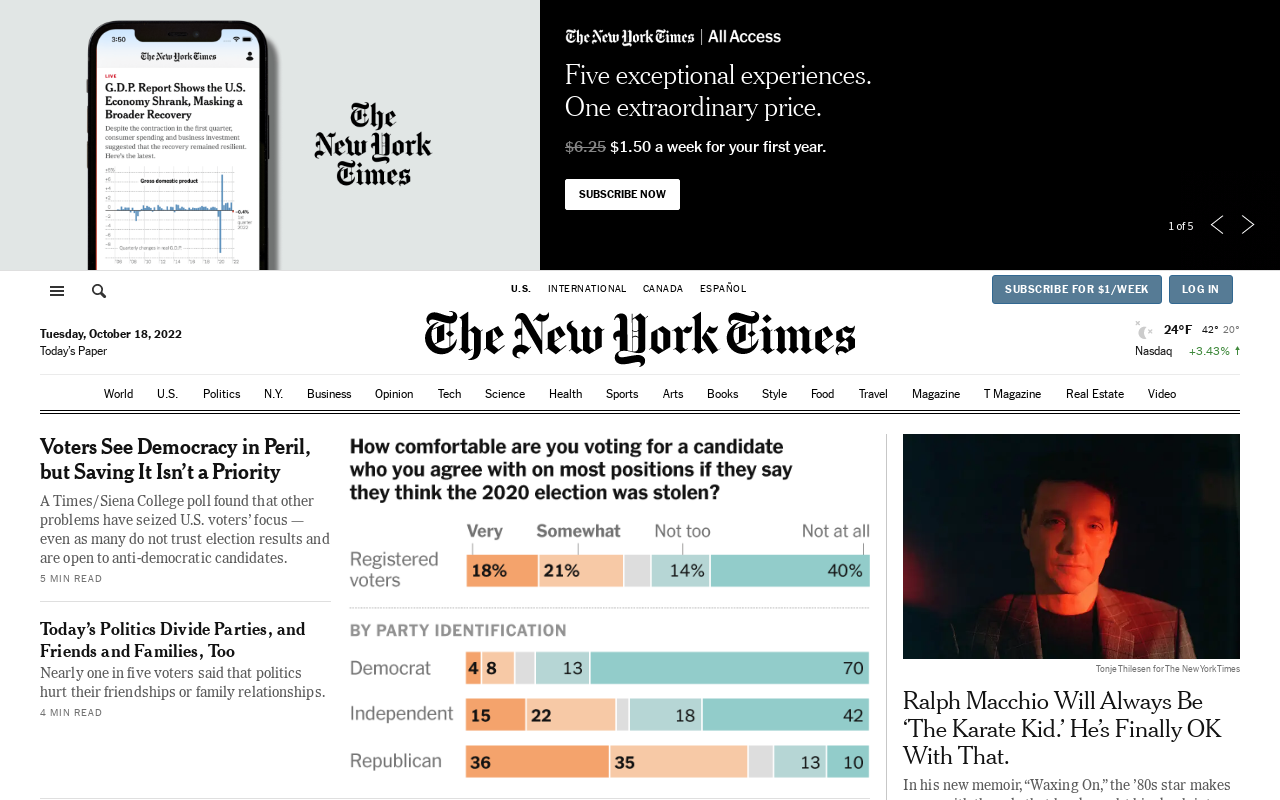 3:50
The New York Times
LIVE
G.D.P. Report Shows the U.S.
Economy Shrank, Masking a
Broader Recovery
Despite the contraction in the first quarter,
consumer spending and business investment
suggested that the recovery remained resilient.
Here's the latest.
Gross domestic product
Quarterly changes in real G.D.P.
The
New York
Times
The New York Times | All Access
Five exceptional experiences.
One extraordinary price.
$6.25 $1.50 a week for your first year.
SUBSCRIBE NOW
1 of 5
U.S. INTERNATIONAL CANADA ESPAÑOL
SUBSCRIBE FOR $1/WEEK LOG IN
Tuesday, October 18, 2022
Today's Paper
The New York Times
24°F 42° 20°
Nasdaq +3.43%
World U.S. Politics N.Y. Business Opinion Tech Science Health Sports Arts Books Style Food Travel Magazine T Magazine Real Estate Video
Voters See Democracy in Peril,
but Saving It Isn't a Priority
A Times/Siena College poll found that other
problems have seized U.S. voters' focus —
even as many do not trust election results and
are open to anti-democratic candidates.
5 MIN READ
Today's Politics Divide Parties, and
Friends and Families, Too
Nearly one in five voters said that politics
hurt their friendships or family relationships.
4 MIN READ
How comfortable are you voting for a candidate
who you agree with on most positions if they say
they think the 2020 election was stolen?
Very Somewhat Not too Not at all
Registered
voters
18% 21% 14% 40%
BY PARTY IDENTIFICATION
Democrat 4 8 13 70
Independent 15 22 18 42
Republican 36 35 13 10
Tonje Thilesen for The New York Times
Ralph Macchio Will Always Be
‘The Karate Kid.’ He's Finally OK
With That.
In his new memoir, “Waxing On,” the ’80s star makes